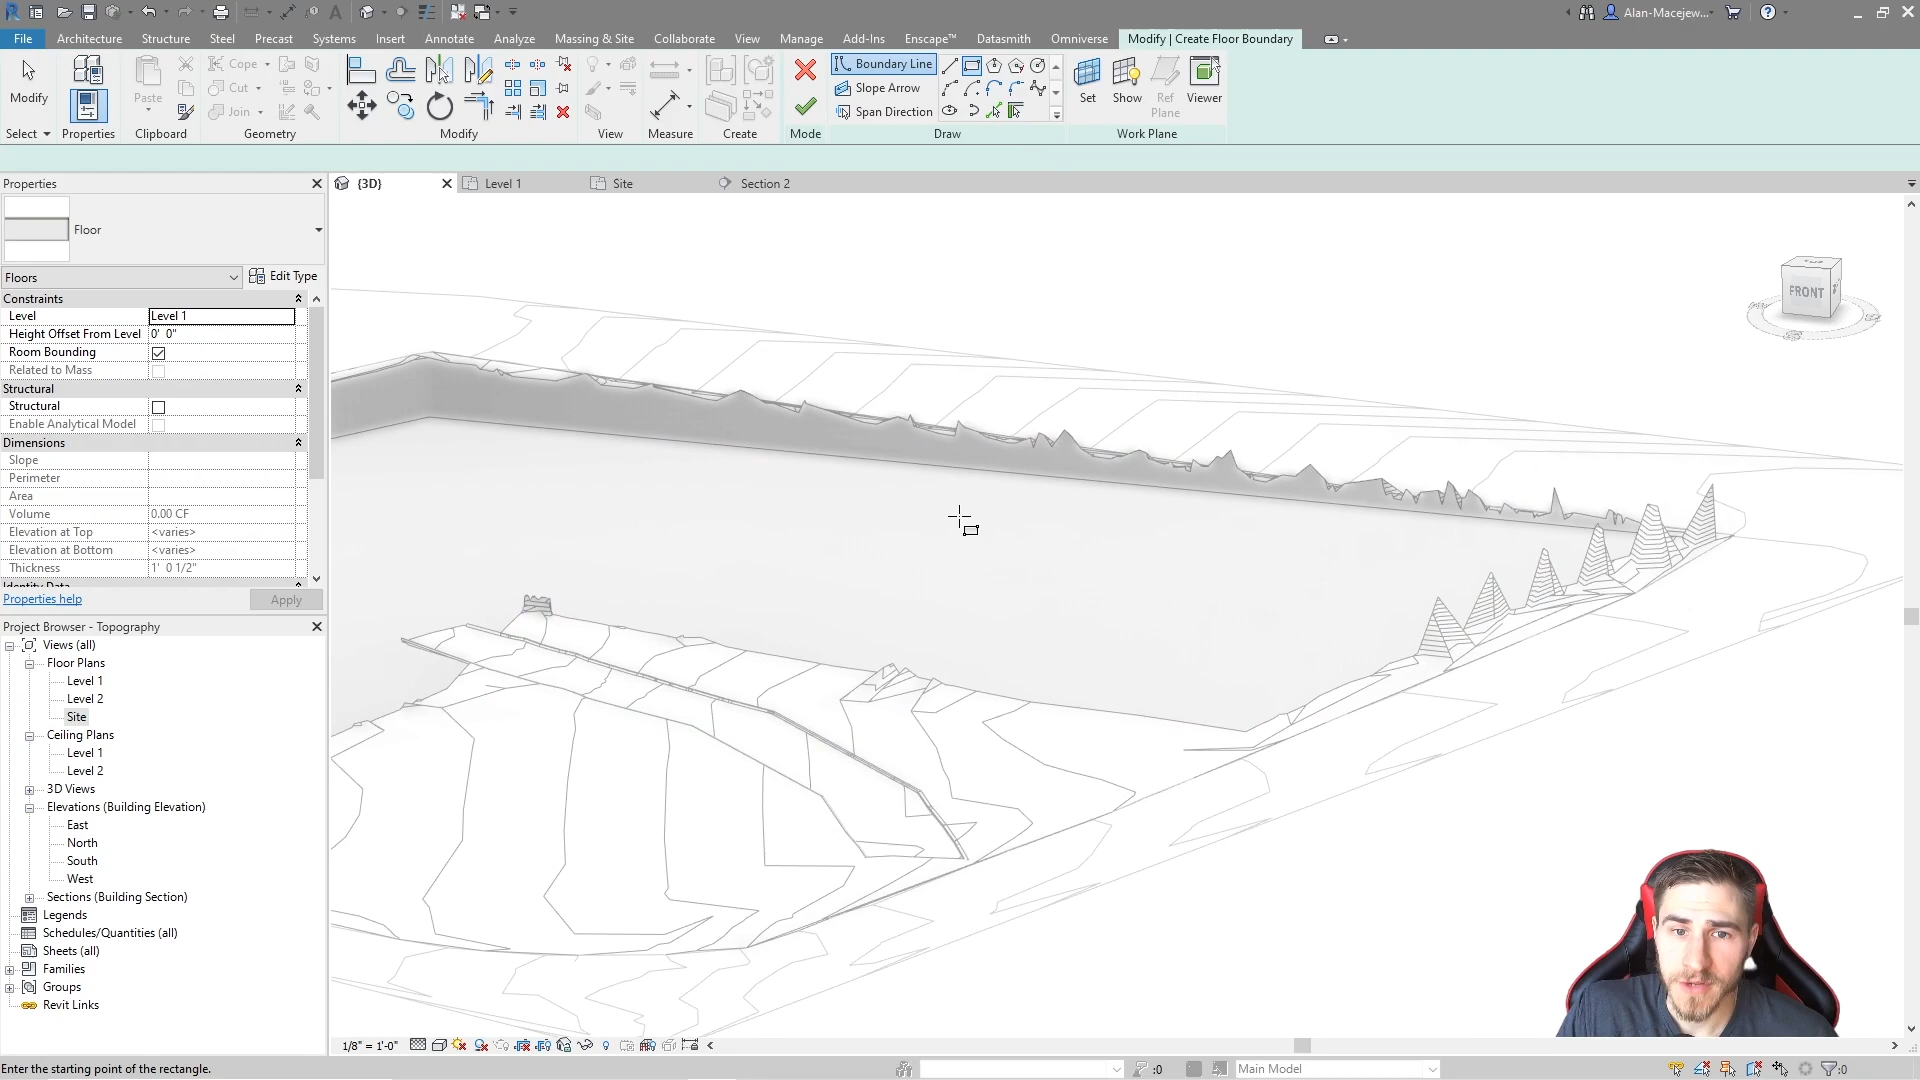 Alan-Macejew...
File Architecture Structure Steel Precast Systems Insert Annotate Analyze Massing & Site Collaborate View Manage Add-Ins Enscape™ Datasmith Omniverse Modify | Create Floor Boundary
Modify
Properties
Paste
Cope
Cut
Join
Boundary Line
Slope Arrow
Span Direction
Set Show Ref Plane Viewer
Select Properties Clipboard Geometry Modify View Measure Create Mode Draw Work Plane
Properties
{3D} Level 1 Site Section 2
Floor
Floors Edit Type
Constraints
Level Level 1
Height Offset From Level 0' 0"
Room Bounding
Related to Mass
Structural
Structural
Enable Analytical Model
Dimensions
Slope
Perimeter
Area
Volume 0.00 CF
Elevation at Top <varies>
Elevation at Bottom <varies>
Thickness 1' 0 1/2"
Identity Data
Properties help Apply
Project Browser - Topography
Views (all)
Floor Plans
Level 1
Level 2
Site
Ceiling Plans
Level 1
Level 2
3D Views
Elevations (Building Elevation)
East
North
South
West
Sections (Building Section)
Legends
Schedules/Quantities (all)
Sheets (all)
Families
Groups
Revit Links
FRONT
1/8" = 1'-0"
Enter the starting point of the rectangle.
:0
Main Model
:0